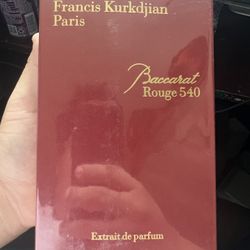 Francis Kurkdjian
Paris
Baccarat
Rouge 540
Extrait de parfum